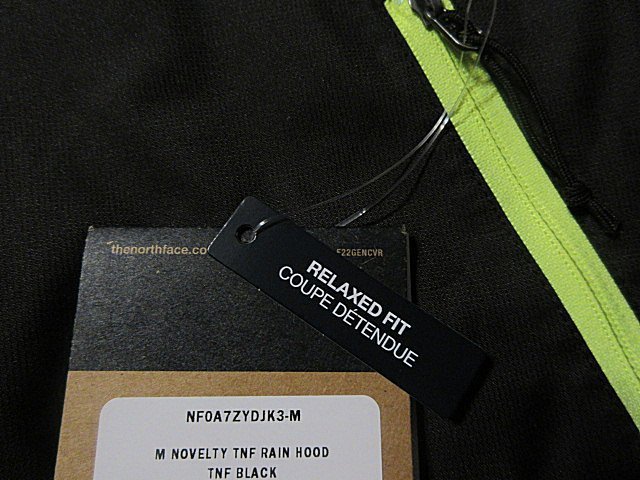 thenorthface.co
F22GENCVR
RELAXED FIT
COUPE DÉTENDUE
NF0A7ZYDJK3-M
M NOVELTY TNF RAIN HOOD
TNF BLACK